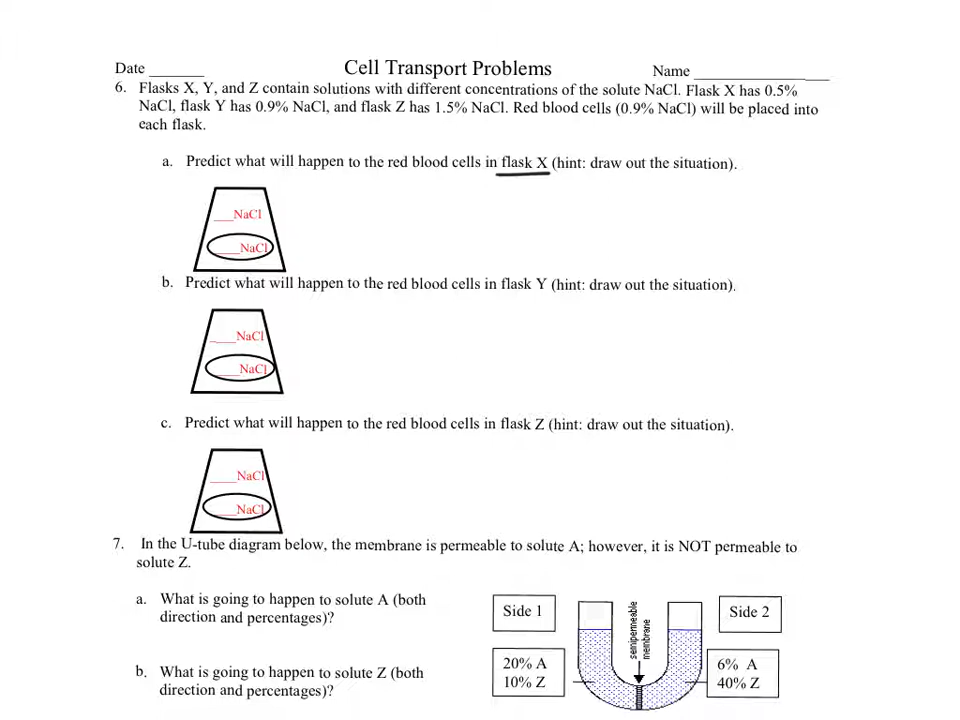 Date _______ Cell Transport Problems Name _________________
6. Flasks X, Y, and Z contain solutions with different concentrations of the solute NaCl. Flask X has 0.5%
NaCl, flask Y has 0.9% NaCl, and flask Z has 1.5% NaCl. Red blood cells (0.9% NaCl) will be placed into
each flask.
a. Predict what will happen to the red blood cells in flask X (hint: draw out the situation).
___NaCl
____NaCl
b. Predict what will happen to the red blood cells in flask Y (hint: draw out the situation).
____NaCl
____NaCl
c. Predict what will happen to the red blood cells in flask Z (hint: draw out the situation).
____NaCl
____NaCl
7. In the U-tube diagram below, the membrane is permeable to solute A; however, it is NOT permeable to
solute Z.
a. What is going to happen to solute A (both
direction and percentages)?
b. What is going to happen to solute Z (both
direction and percentages)?
Side 1
semipermeable
membrane
Side 2
20% A
10% Z
6% A
40% Z